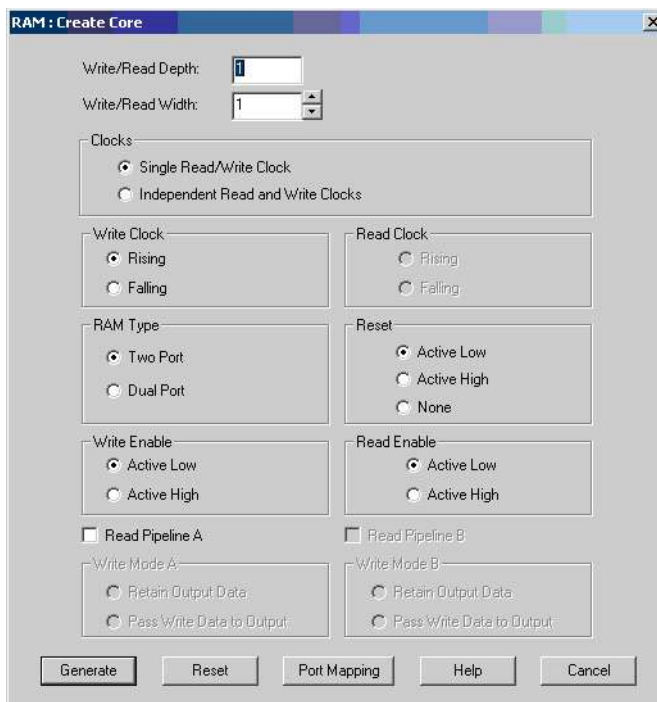 RAM : Create Core
Write/Read Depth: 1
Write/Read Width: 1
Clocks
Single Read/Write Clock
Independent Read and Write Clocks
Write Clock
Rising
Falling
Read Clock
Rising
Falling
RAM Type
Two Port
Dual Port
Reset
Active Low
Active High
None
Write Enable
Active Low
Active High
Read Enable
Active Low
Active High
Read Pipeline A
Read Pipeline B
Write Mode A
Retain Output Data
Pass Write Data to Output
Write Mode B
Retain Output Data
Pass Write Data to Output
Generate Reset Port Mapping Help Cancel